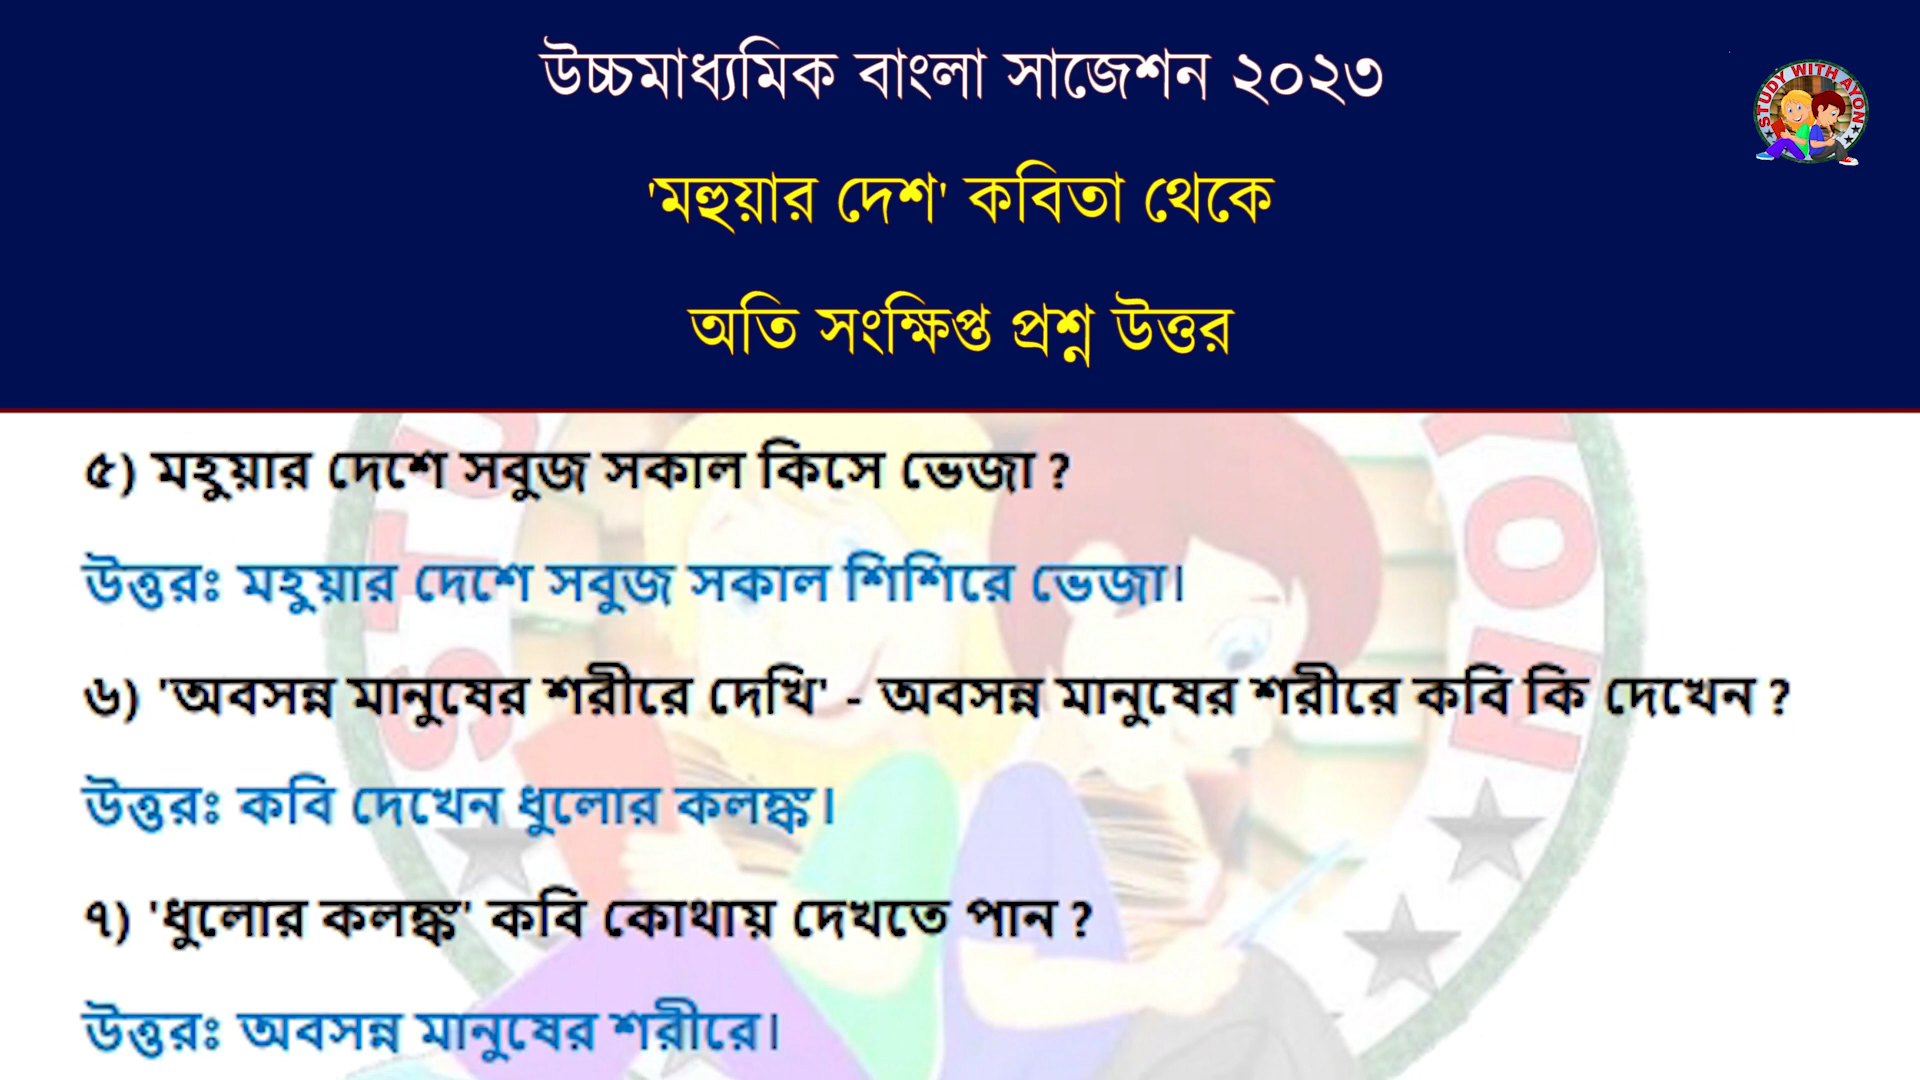 উচ্চমাধ্যমিক বাংলা সাজেশন ২০২৩
STUDY WITH AYON
'মহুয়ার দেশ' কবিতা থেকে
অতি সংক্ষিপ্ত প্রশ্ন উত্তর
৫) মহুয়ার দেশে সবুজ সকাল কিসে ভেজা ?
উত্তরঃ মহুয়ার দেশে সবুজ সকাল শিশিরে ভেজা।
৬) 'অবসন্ন মানুষের শরীরে দেখি' - অবসন্ন মানুষের শরীরে কবি কি দেখেন ?
উত্তরঃ কবি দেখেন ধুলোর কলঙ্ক।
৭) 'ধুলোর কলঙ্ক' কবি কোথায় দেখতে পান ?
উত্তরঃ অবসন্ন মানুষের শরীরে।